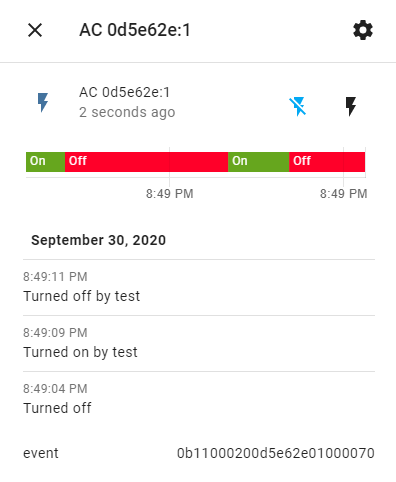 AC 0d5e62e:1
AC 0d5e62e:1
2 seconds ago
On Off On Off
8:49 PM 8:49 PM
September 30, 2020
8:49:11 PM
Turned off by test
8:49:09 PM
Turned on by test
8:49:04 PM
Turned off
event 0b11000200d5e62e01000070